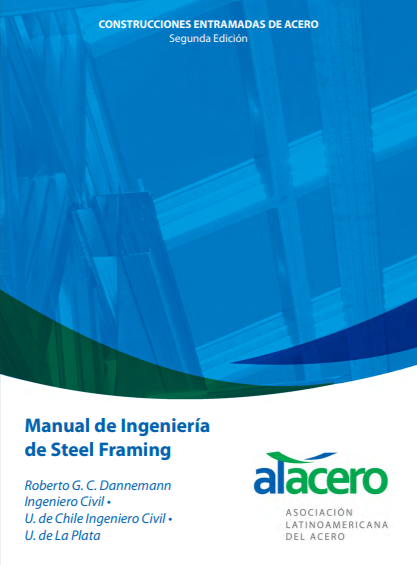 CONSTRUCCIONES ENTRAMADAS DE ACERO
Segunda Edición
Manual de Ingeniería
de Steel Framing
Roberto G. C. Dannemann
Ingeniero Civil •
U. de Chile Ingeniero Civil •
U. de La Plata
alacero
ASOCIACIÓN
LATINOAMERICANA
DEL ACERO